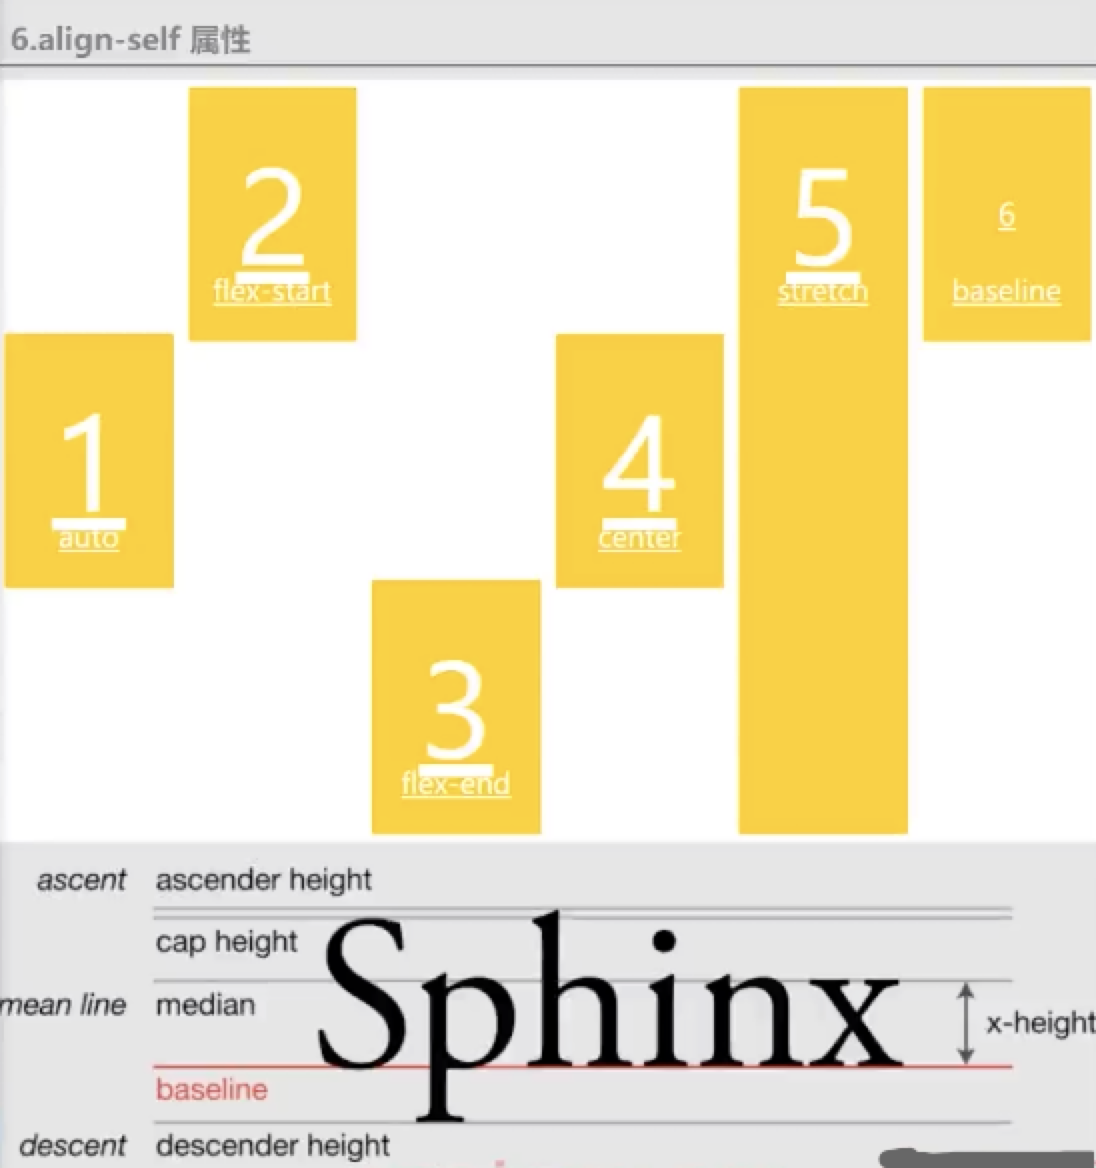 6.align-self 属性
2
flex-start
5
stretch
6
baseline
1
auto
4
center
3
flex-end
ascent ascender height
cap height
Sphinx
mean line median
x-height
baseline
descent descender height